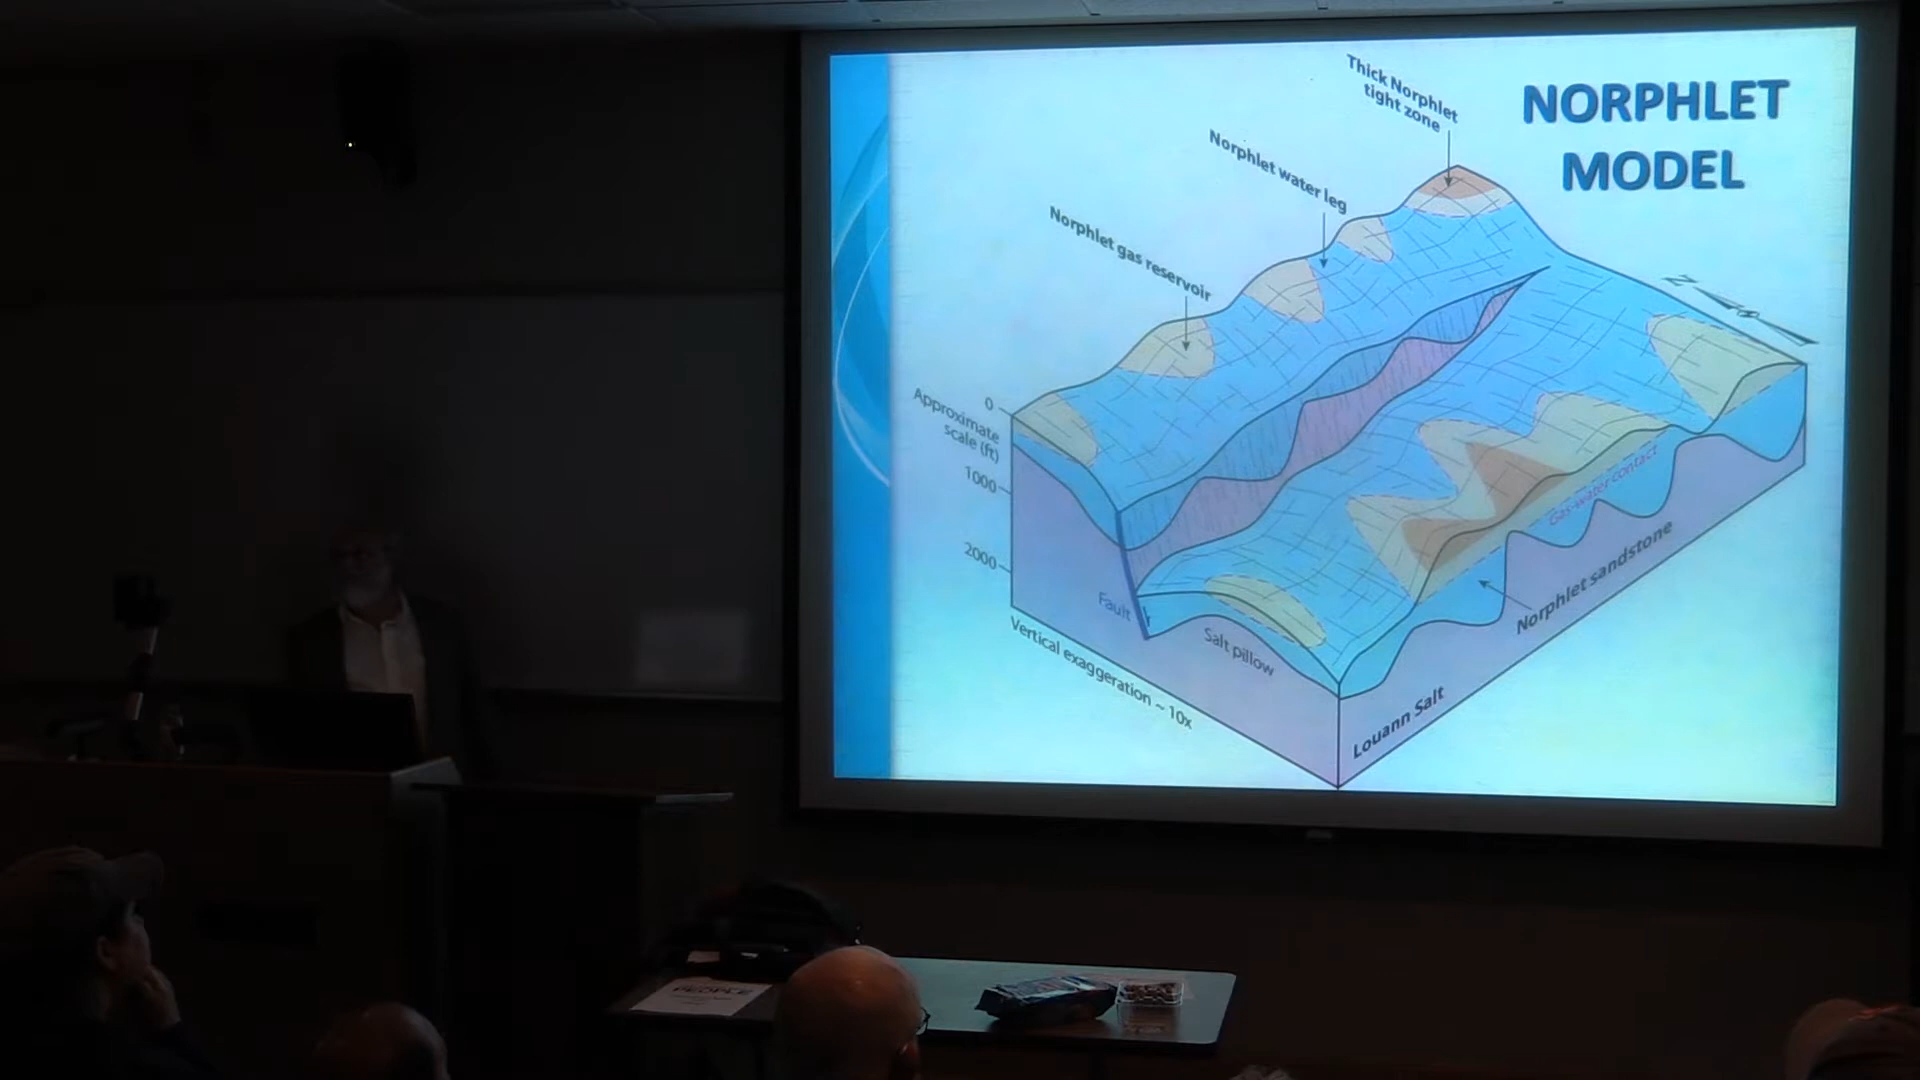 NORPHLET
MODEL
Thick Norphlet
tight zone
Norphlet water leg
Norphlet gas reservoir
N
0
Approximate
scale (ft)
1000
2000
Fault
Salt pillow
Vertical exaggeration ~ 10x
Gas-water contact
Norphlet sandstone
Louann Salt
PEOPLE